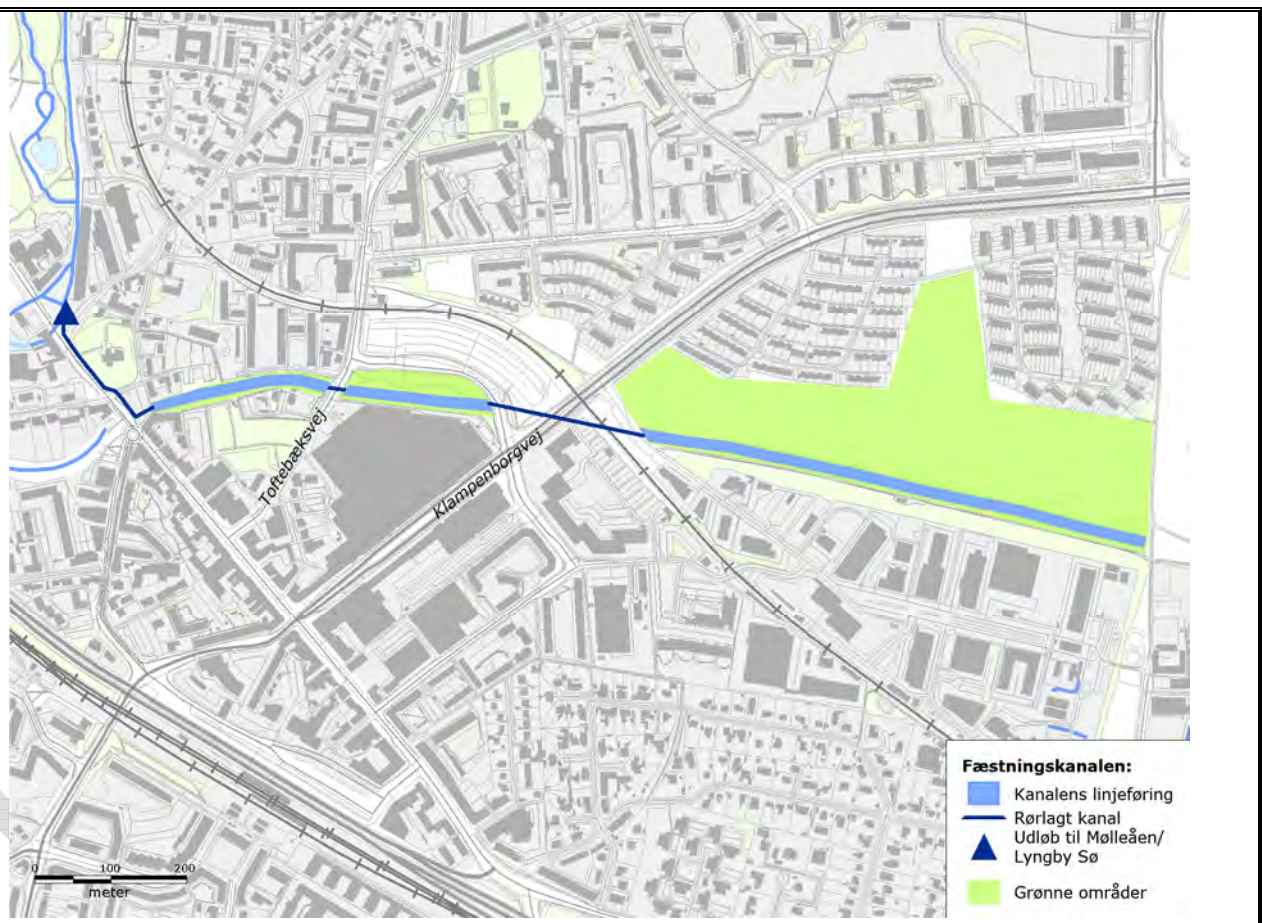 Toftebæksvej
Klampenborgvej
Fæstningskanalen:
Kanalens linjeføring
Rørlagt kanal
Udløb til Mølleåen/
Lyngby Sø
Grønne områder
0 100 200
meter